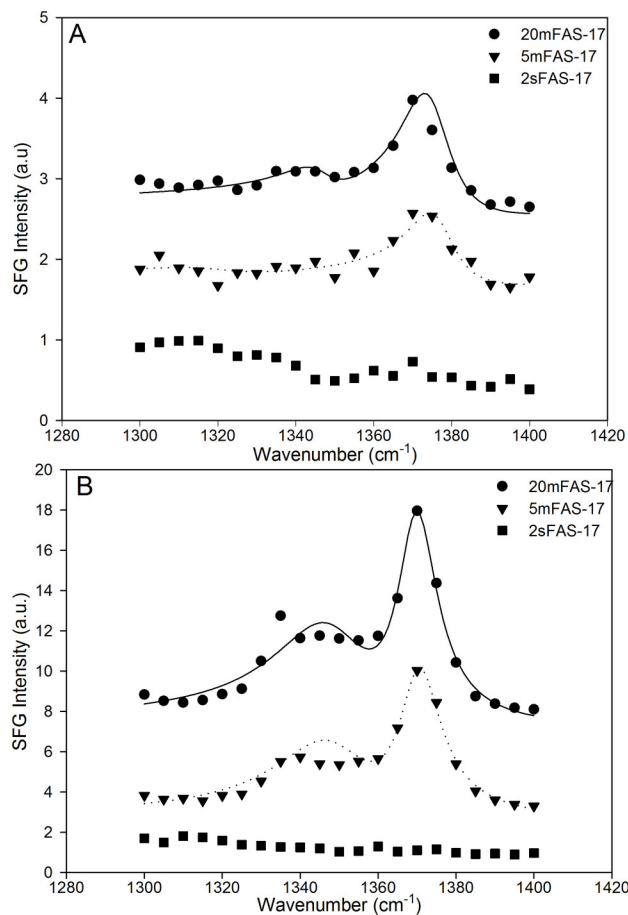 A
20mFAS-17
5mFAS-17
2sFAS-17
SFG Intensity (a.u)
5
4
3
2
1
0
1280 1300 1320 1340 1360 1380 1400 1420
Wavenumber (cm-1)
B
20mFAS-17
5mFAS-17
2sFAS-17
SFG Intensity (a.u.)
20
18
16
14
12
10
8
6
4
2
0
1280 1300 1320 1340 1360 1380 1400 1420
Wavenumber (cm-1)